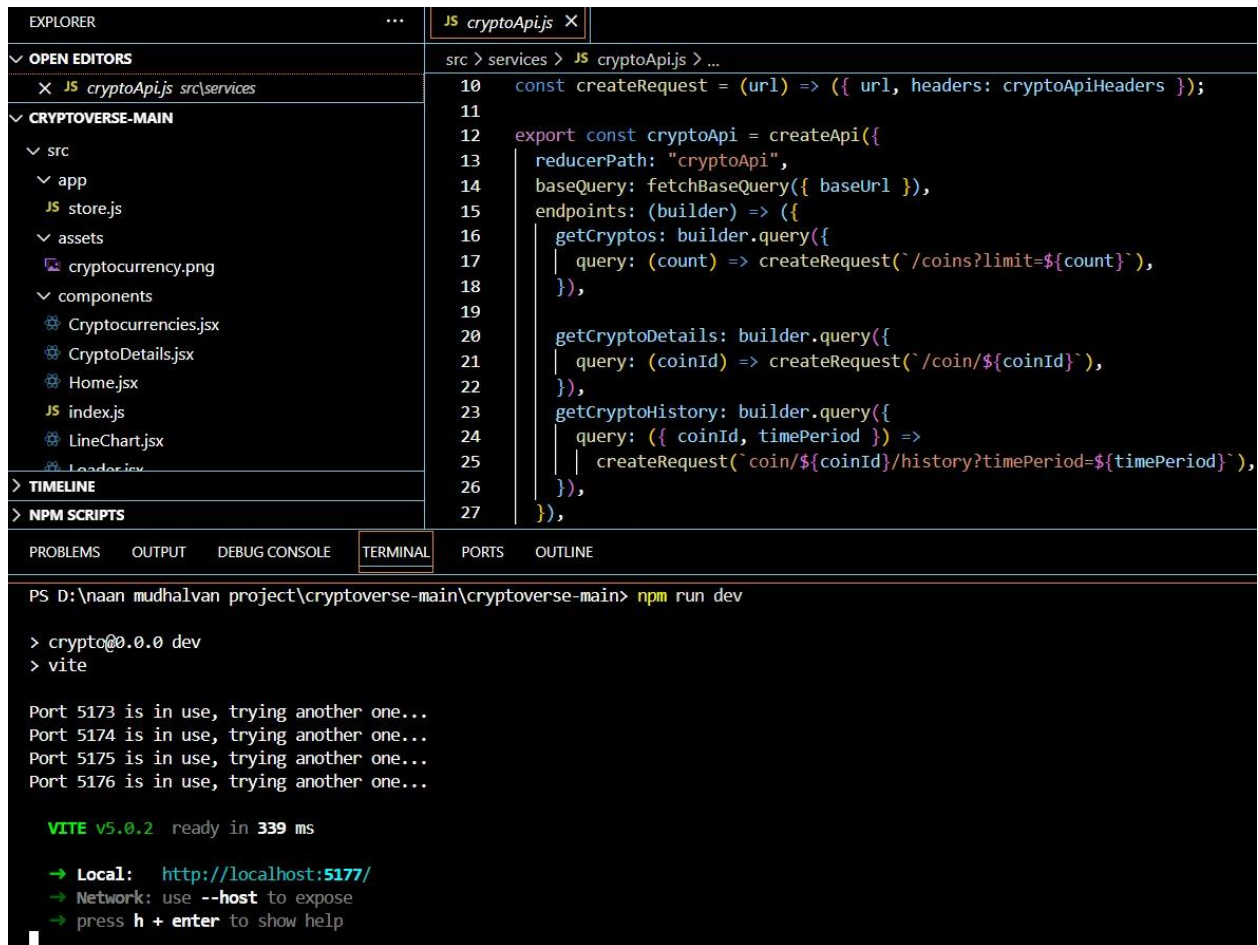 EXPLORER ...
OPEN EDITORS
JS cryptoApi.js src\services
CRYPTOVERSE-MAIN
src
app
JS store.js
assets
cryptocurrency.png
components
Cryptocurrencies.jsx
CryptoDetails.jsx
Home.jsx
JS index.js
LineChart.jsx
Loader.jsx
TIMELINE
NPM SCRIPTS
JS cryptoApi.js
src > services > JS cryptoApi.js > ...
10 const createRequest = (url) => ({ url, headers: cryptoApiHeaders });
11
12 export const cryptoApi = createApi({
13 reducerPath: "cryptoApi",
14 baseQuery: fetchBaseQuery({ baseUrl }),
15 endpoints: (builder) => ({
16 getCryptos: builder.query({
17 query: (count) => createRequest(`/coins?limit=${count}`),
18 }),
19
20 getCryptoDetails: builder.query({
21 query: (coinId) => createRequest(`/coin/${coinId}`),
22 }),
23 getCryptoHistory: builder.query({
24 query: ({ coinId, timePeriod }) =>
25 createRequest(`coin/${coinId}/history?timePeriod=${timePeriod}`),
26 }),
27 }),
PROBLEMS OUTPUT DEBUG CONSOLE TERMINAL PORTS OUTLINE
PS D:\naan mudhalvan project\cryptoverse-main\cryptoverse-main> npm run dev
> crypto@0.0.0 dev
> vite
Port 5173 is in use, trying another one...
Port 5174 is in use, trying another one...
Port 5175 is in use, trying another one...
Port 5176 is in use, trying another one...
VITE v5.0.2 ready in 339 ms
➜ Local: http://localhost:5177/
➜ Network: use --host to expose
➜ press h + enter to show help